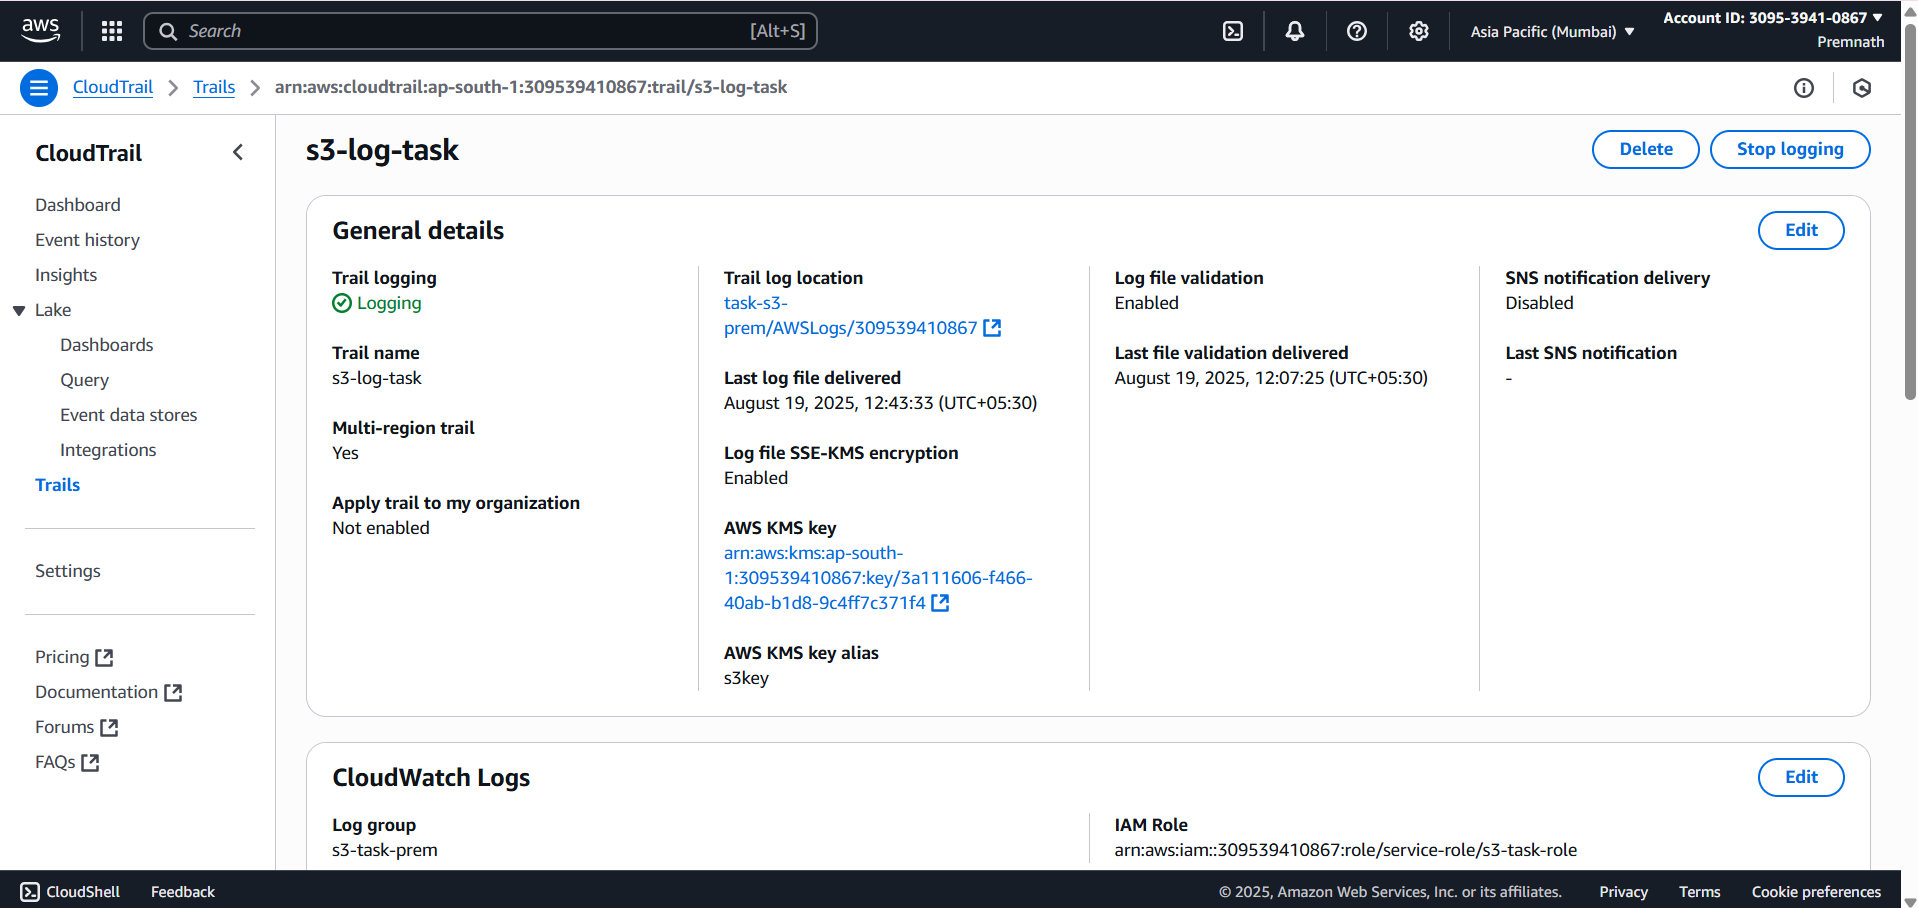 aws
Search
[Alt+S]
Asia Pacific (Mumbai)
Account ID: 3095-3941-0867
Premnath
CloudTrail
Trails
arn:aws:cloudtrail:ap-south-1:309539410867:trail/s3-log-task
CloudTrail
Dashboard
Event history
Insights
Lake
Dashboards
Query
Event data stores
Integrations
Trails
Settings
Pricing
Documentation
Forums
FAQs
s3-log-task
Delete
Stop logging
General details
Edit
Trail logging
Logging
Trail name
s3-log-task
Multi-region trail
Yes
Apply trail to my organization
Not enabled
Trail log location
task-s3-
prem/AWSLogs/309539410867
Last log file delivered
August 19, 2025, 12:43:33 (UTC+05:30)
Log file SSE-KMS encryption
Enabled
AWS KMS key
arn:aws:kms:ap-south-
1:309539410867:key/3a111606-f466-
40ab-b1d8-9c4ff7c371f4
AWS KMS key alias
s3key
Log file validation
Enabled
Last file validation delivered
August 19, 2025, 12:07:25 (UTC+05:30)
SNS notification delivery
Disabled
Last SNS notification
-
CloudWatch Logs
Edit
Log group
s3-task-prem
IAM Role
arn:aws:iam::309539410867:role/service-role/s3-task-role
CloudShell
Feedback
© 2025, Amazon Web Services, Inc. or its affiliates.
Privacy
Terms
Cookie preferences